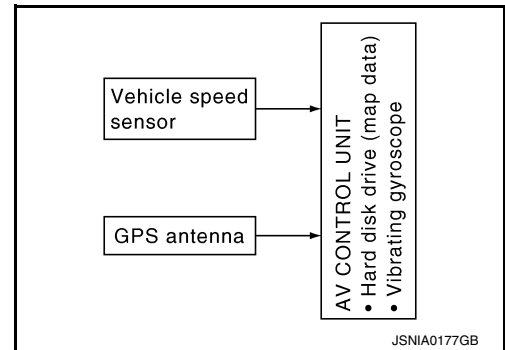 Vehicle speed
sensor
GPS antenna
AV CONTROL UNIT
• Hard disk drive (map data)
• Vibrating gyroscope
JSNIA0177GB